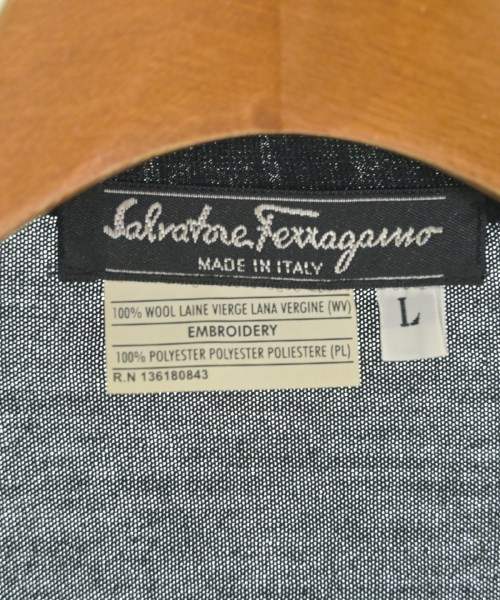 Salvatore Ferragamo
MADE IN ITALY
100% WOOL LAINE VIERGE LANA VERGINE (WV)
EMBROIDERY
100% POLYESTER POLYESTER POLIESTERE (PL)
R.N 136180843
L